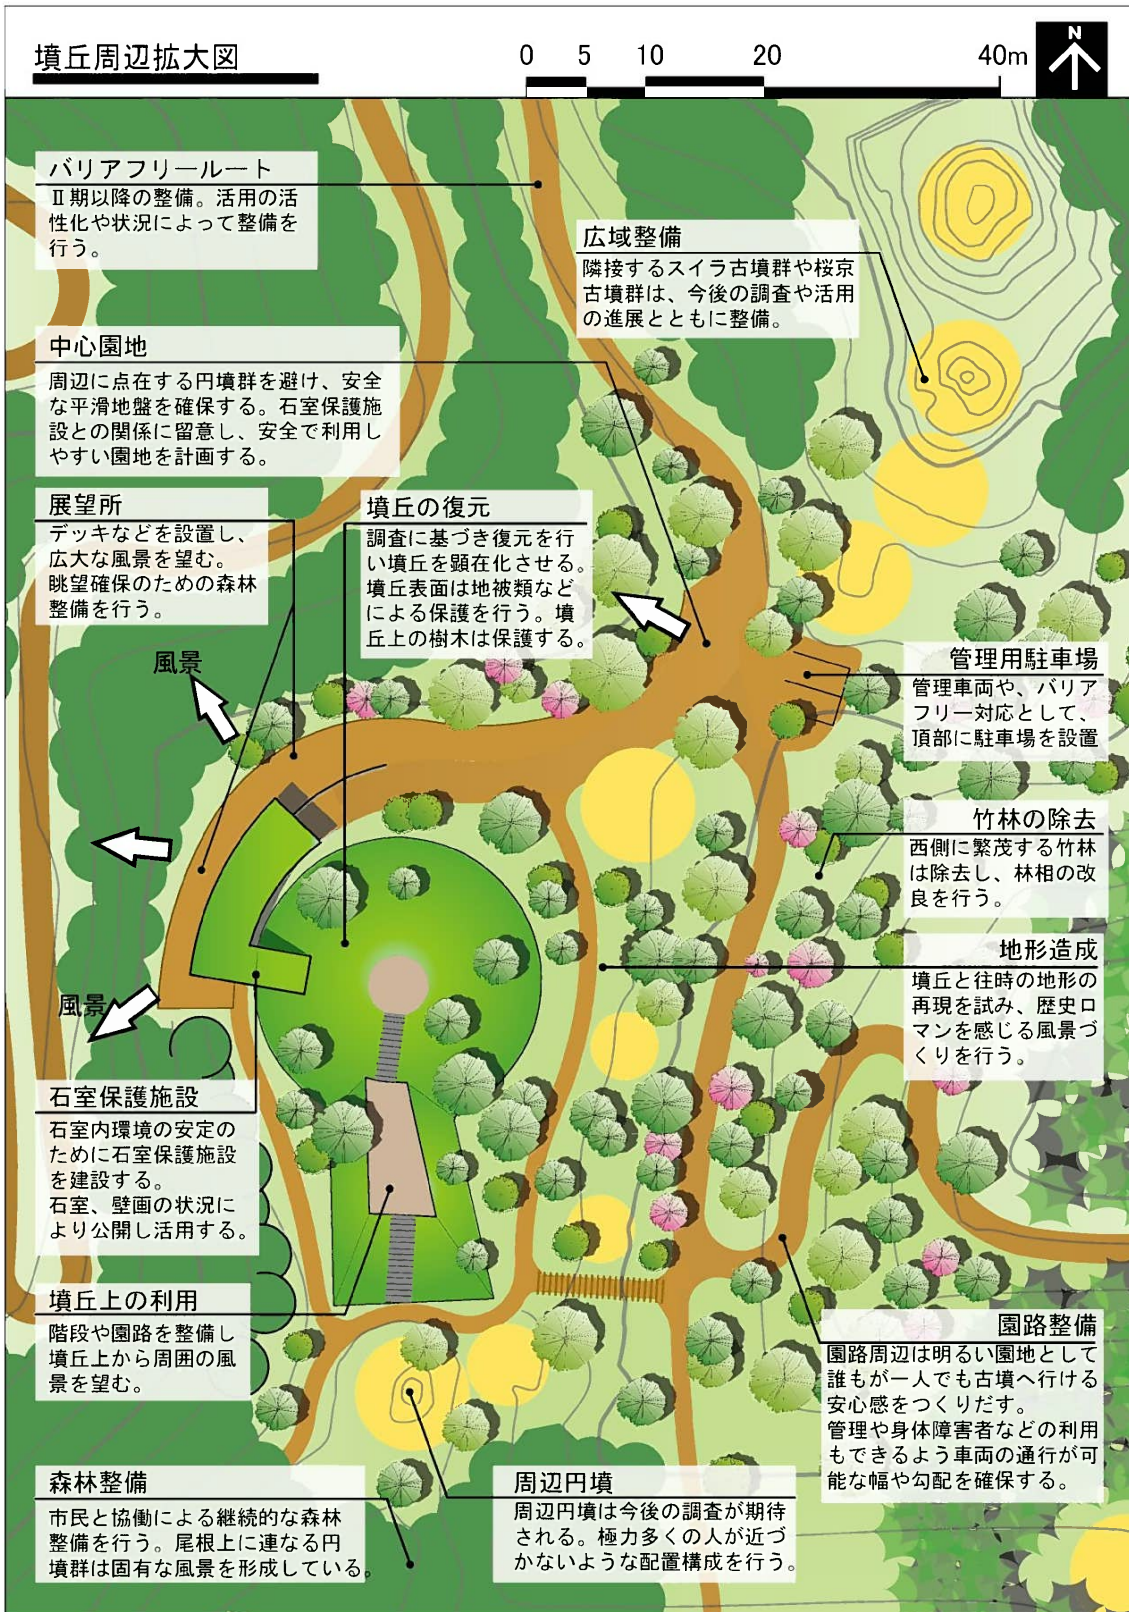 墳丘周辺拡大図
0 5 10 20 40m
N
バリアフリールート
Ⅱ期以降の整備。活用の活
性化や状況によって整備を
行う。
広域整備
隣接するスイラ古墳群や桜京
古墳群は、今後の調査や活用
の進展とともに整備。
中心園地
周辺に点在する円墳群を避け、安全
な平滑地盤を確保する。石室保護施
設との関係に留意し、安全で利用し
やすい園地を計画する。
展望所
デッキなどを設置し、
広大な風景を望む。
眺望確保のための森林
整備を行う。
墳丘の復元
調査に基づき復元を行
い墳丘を顕在化させる。
墳丘表面は地被類など
による保護を行う。墳
丘上の樹木は保護する。
風景
管理用駐車場
管理車両や、バリア
フリー対応として、
頂部に駐車場を設置
竹林の除去
西側に繁茂する竹林
は除去し、林相の改
良を行う。
地形造成
墳丘と往時の地形の
再現を試み、歴史ロ
マンを感じる風景づ
くりを行う。
風景
石室保護施設
石室内環境の安定の
ために石室保護施設
を建設する。
石室、壁画の状況に
より公開し活用する。
墳丘上の利用
階段や園路を整備し
墳丘上から周囲の風
景を望む。
園路整備
園路周辺は明るい園地として
誰もが一人でも古墳へ行ける
安心感をつくりだす。
管理や身体障害者などの利用
もできるよう車両の通行が可
能な幅や勾配を確保する。
森林整備
市民と協働による継続的な森林
整備を行う。尾根上に連なる円
墳群は固有な風景を形成している。
周辺円墳
周辺円墳は今後の調査が期待
される。極力多くの人が近づ
かないような配置構成を行う。